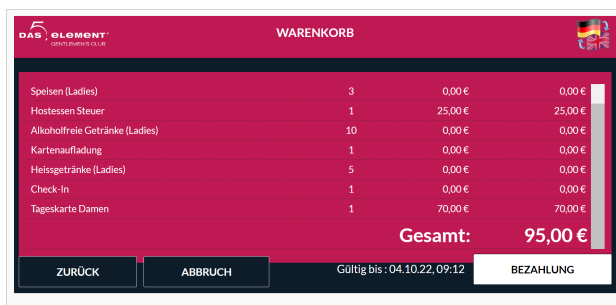 DAS 5. ELEMENT
GENTLEMEN'S CLUB
WARENKORB
Speisen (Ladies) 3 0,00 € 0,00 €
Hostessen Steuer 1 25,00 € 25,00 €
Alkoholfreie Getränke (Ladies) 10 0,00 € 0,00 €
Kartenaufladung 1 0,00 € 0,00 €
Heissgetränke (Ladies) 5 0,00 € 0,00 €
Check-In 1 0,00 € 0,00 €
Tageskarte Damen 1 70,00 € 70,00 €
Gesamt: 95,00 €
ZURÜCK ABBRUCH Gültig bis : 04.10.22, 09:12 BEZAHLUNG